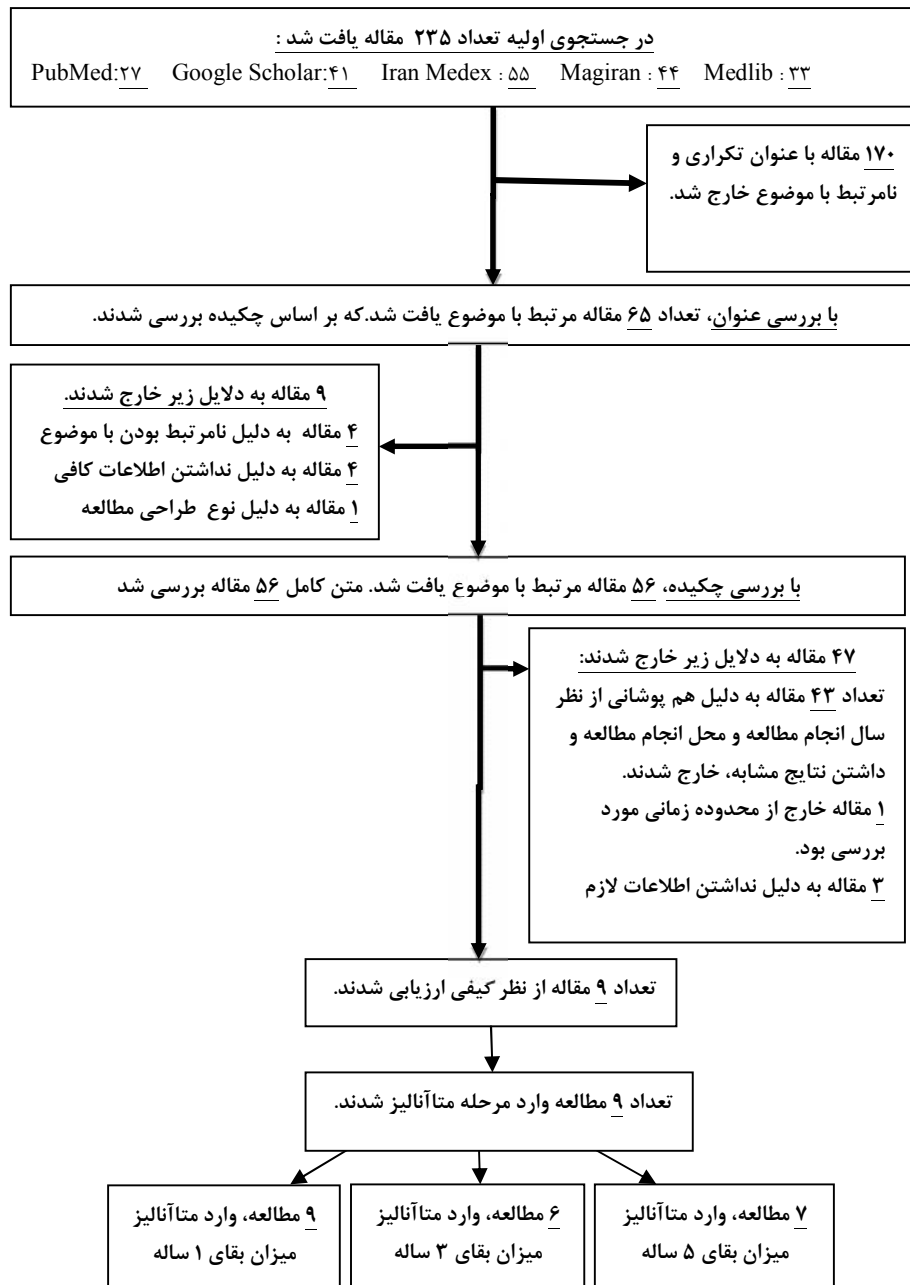 در جستجوی اولیه تعداد ۲۳۵ مقاله یافت شد :
PubMed:۲۷ Google Scholar:۴۱ Iran Medex : ۵۵ Magiran : ۴۴ Medlib : ۳۳
۱۷۰ مقاله با عنوان تکراری و
نامرتبط با موضوع خارج شد.
با بررسی عنوان، تعداد ۶۵ مقاله مرتبط با موضوع یافت شد.که بر اساس چکیده بررسی شدند.
۹ مقاله به دلایل زیر خارج شدند.
۴ مقاله به دلیل نامرتبط بودن با موضوع
۴ مقاله به دلیل نداشتن اطلاعات کافی
۱ مقاله به دلیل نوع طراحی مطالعه
با بررسی چکیده، ۵۶ مقاله مرتبط با موضوع یافت شد. متن کامل ۵۶ مقاله بررسی شد
۴۷ مقاله به دلایل زیر خارج شدند:
تعداد ۴۳ مقاله به دلیل هم پوشانی از نظر
سال انجام مطالعه و محل انجام مطالعه و
داشتن نتایج مشابه، خارج شدند.
۱ مقاله خارج از محدوده زمانی مورد
بررسی بود.
۳ مقاله به دلیل نداشتن اطلاعات لازم
تعداد ۹ مقاله از نظر کیفی ارزیابی شدند.
تعداد ۹ مطالعه وارد مرحله متاآنالیز شدند.
۷ مطالعه، وارد متاآنالیز
میزان بقای ۵ ساله
۶ مطالعه، وارد متاآنالیز
میزان بقای ۳ ساله
۹ مطالعه، وارد متاآنالیز
میزان بقای ۱ ساله